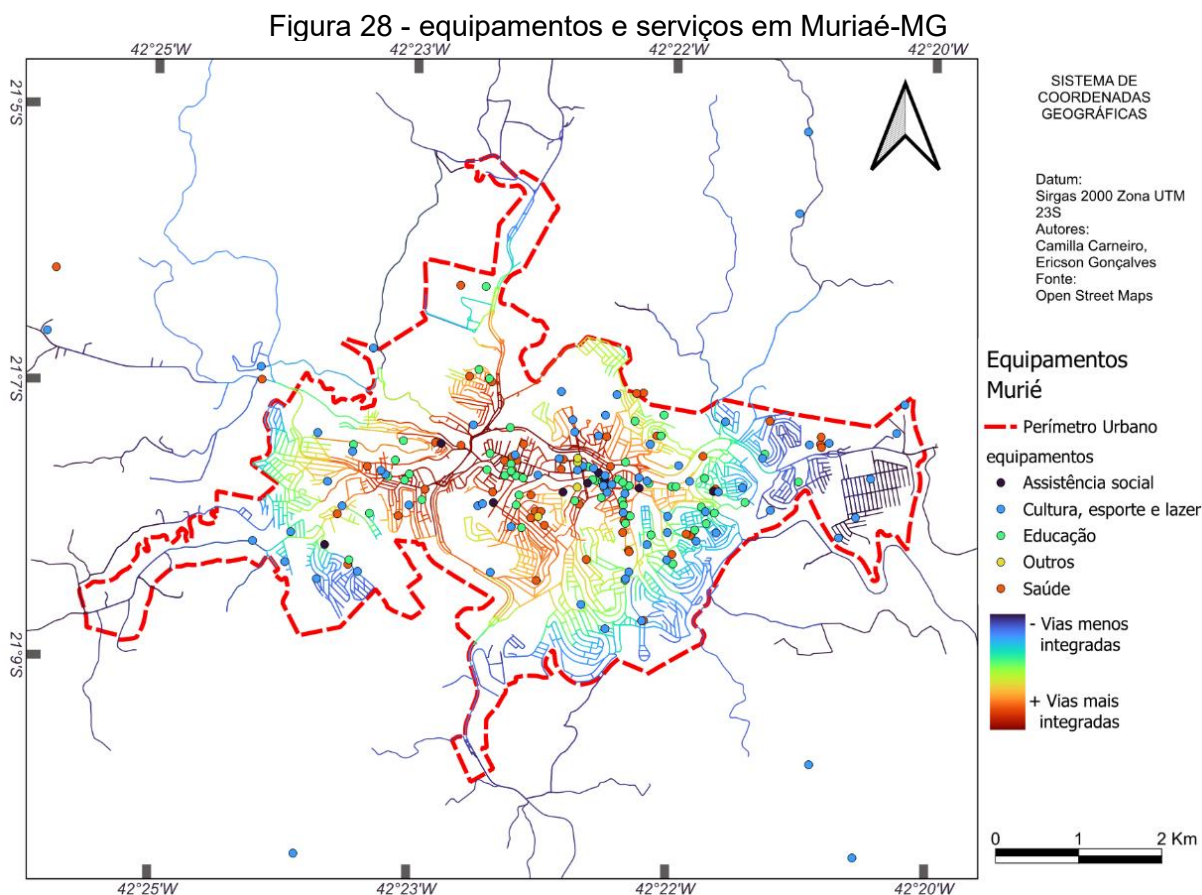 Figura 28 - equipamentos e serviços em Muriaé-MG
42°25'W 42°23'W 42°22'W 42°20'W
21°5'S
21°7'S
21°9'S
42°25'W 42°23'W 42°22'W 42°20'W
SISTEMA DE
COORDENADAS
GEOGRÁFICAS
Datum:
Sirgas 2000 Zona UTM
23S
Autores:
Camilla Carneiro,
Ericson Gonçalves
Fonte:
Open Street Maps
Equipamentos
Murié
Perímetro Urbano
equipamentos
Assistência social
Cultura, esporte e lazer
Educação
Outros
Saúde
- Vias menos
integradas
+ Vias mais
integradas
0 1 2 Km